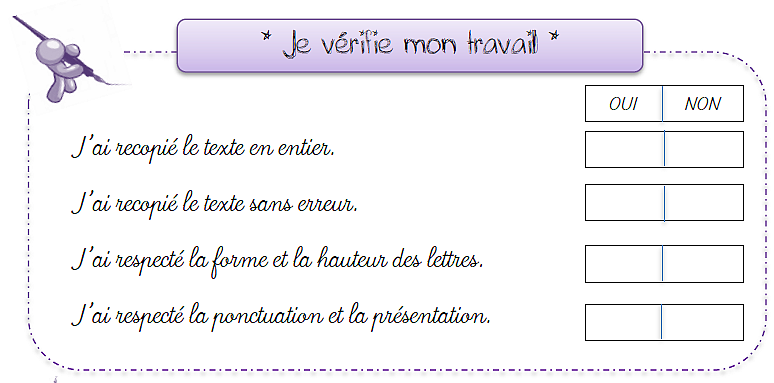 * Je vérifie mon travail *
OUI NON
J'ai recopié le texte en entier.
J'ai recopié le texte sans erreur.
J'ai respecté la forme et la hauteur des lettres.
J'ai respecté la ponctuation et la présentation.